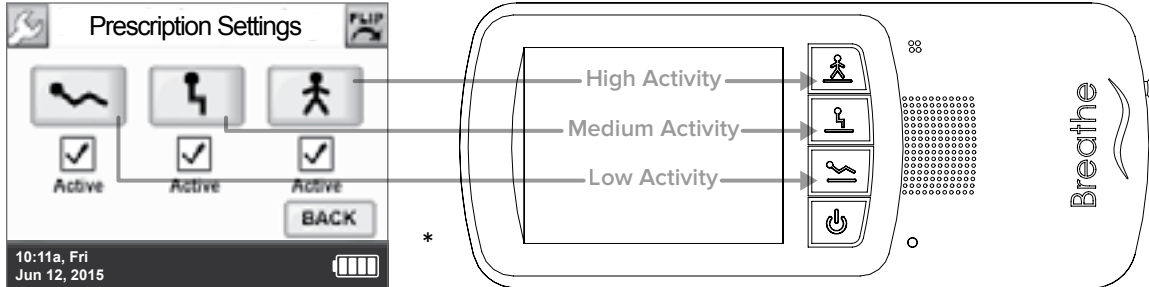 Prescription Settings
FLIP
High Activity
Medium Activity
Low Activity
Active Active Active
BACK
*
10:11a, Fri
Jun 12, 2015
Breathe